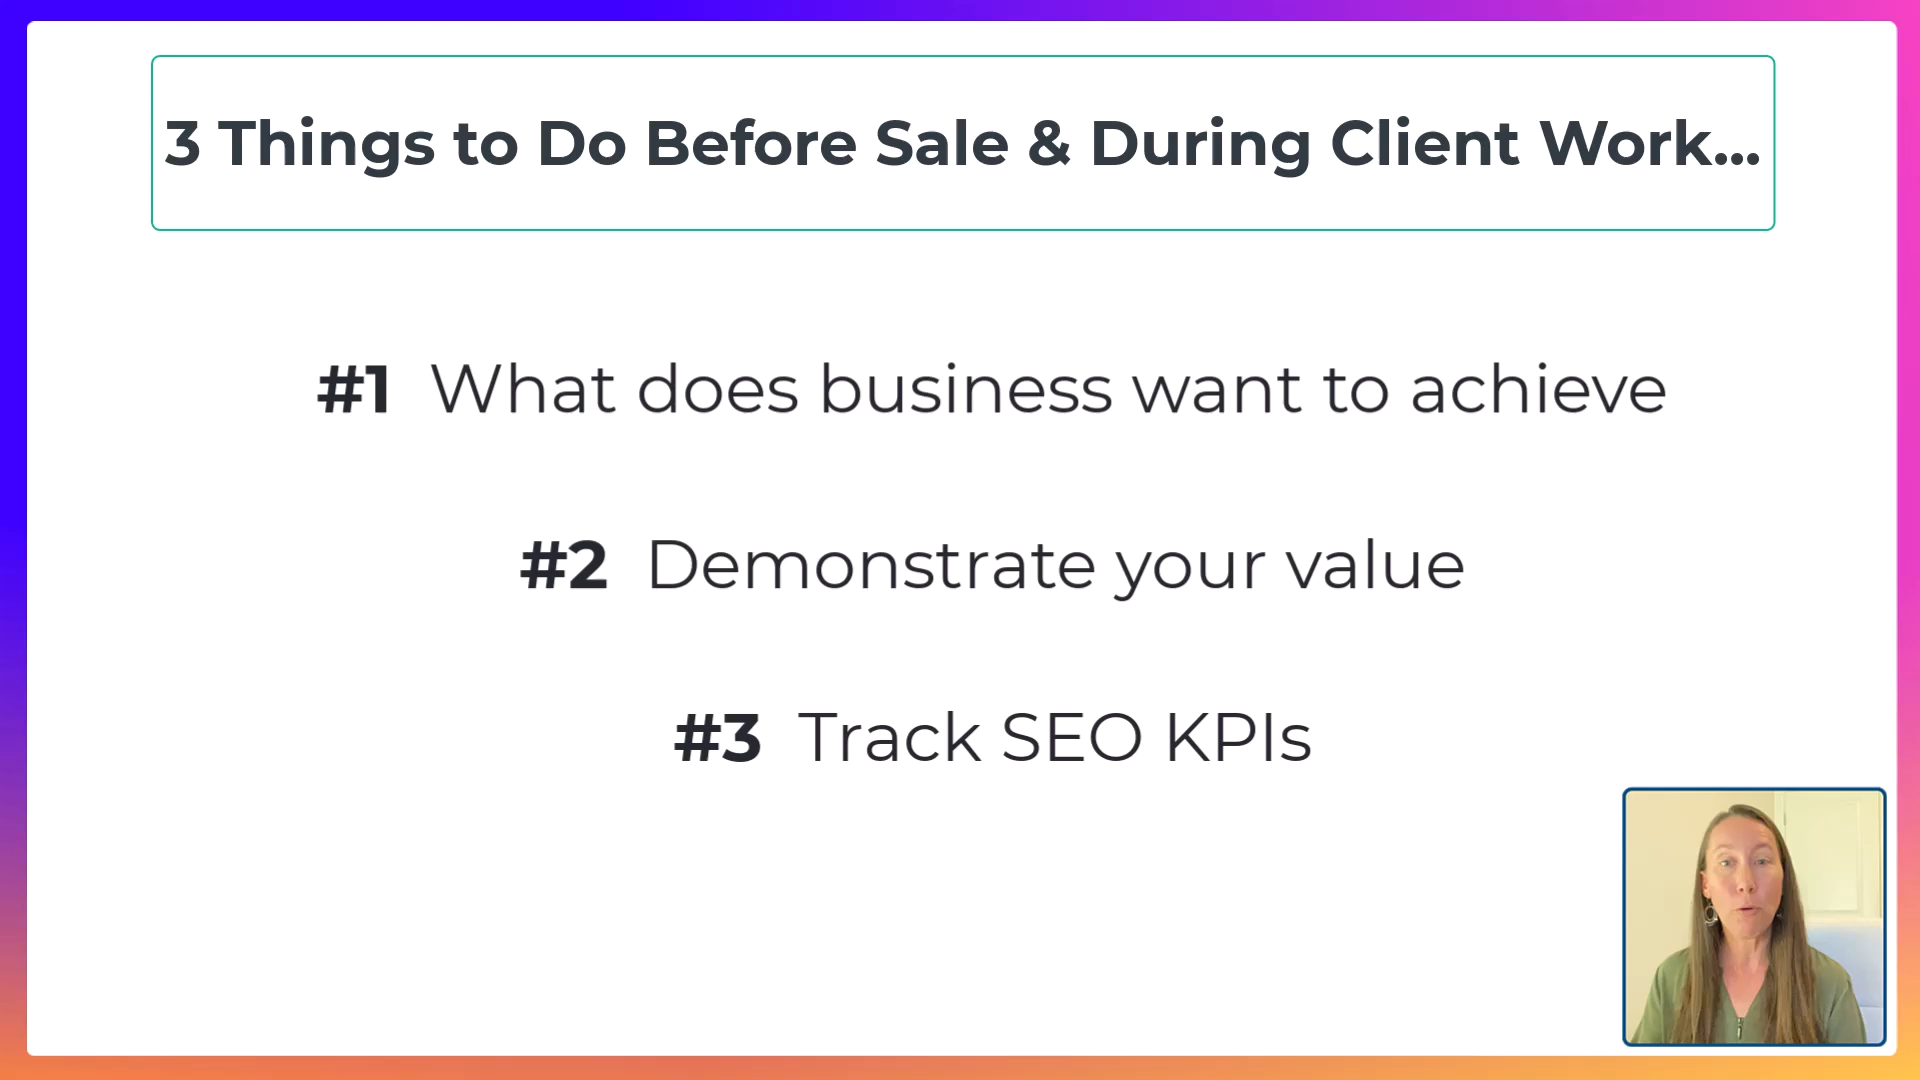 3 Things to Do Before Sale & During Client Work...
#1 What does business want to achieve
#2 Demonstrate your value
#3 Track SEO KPIs